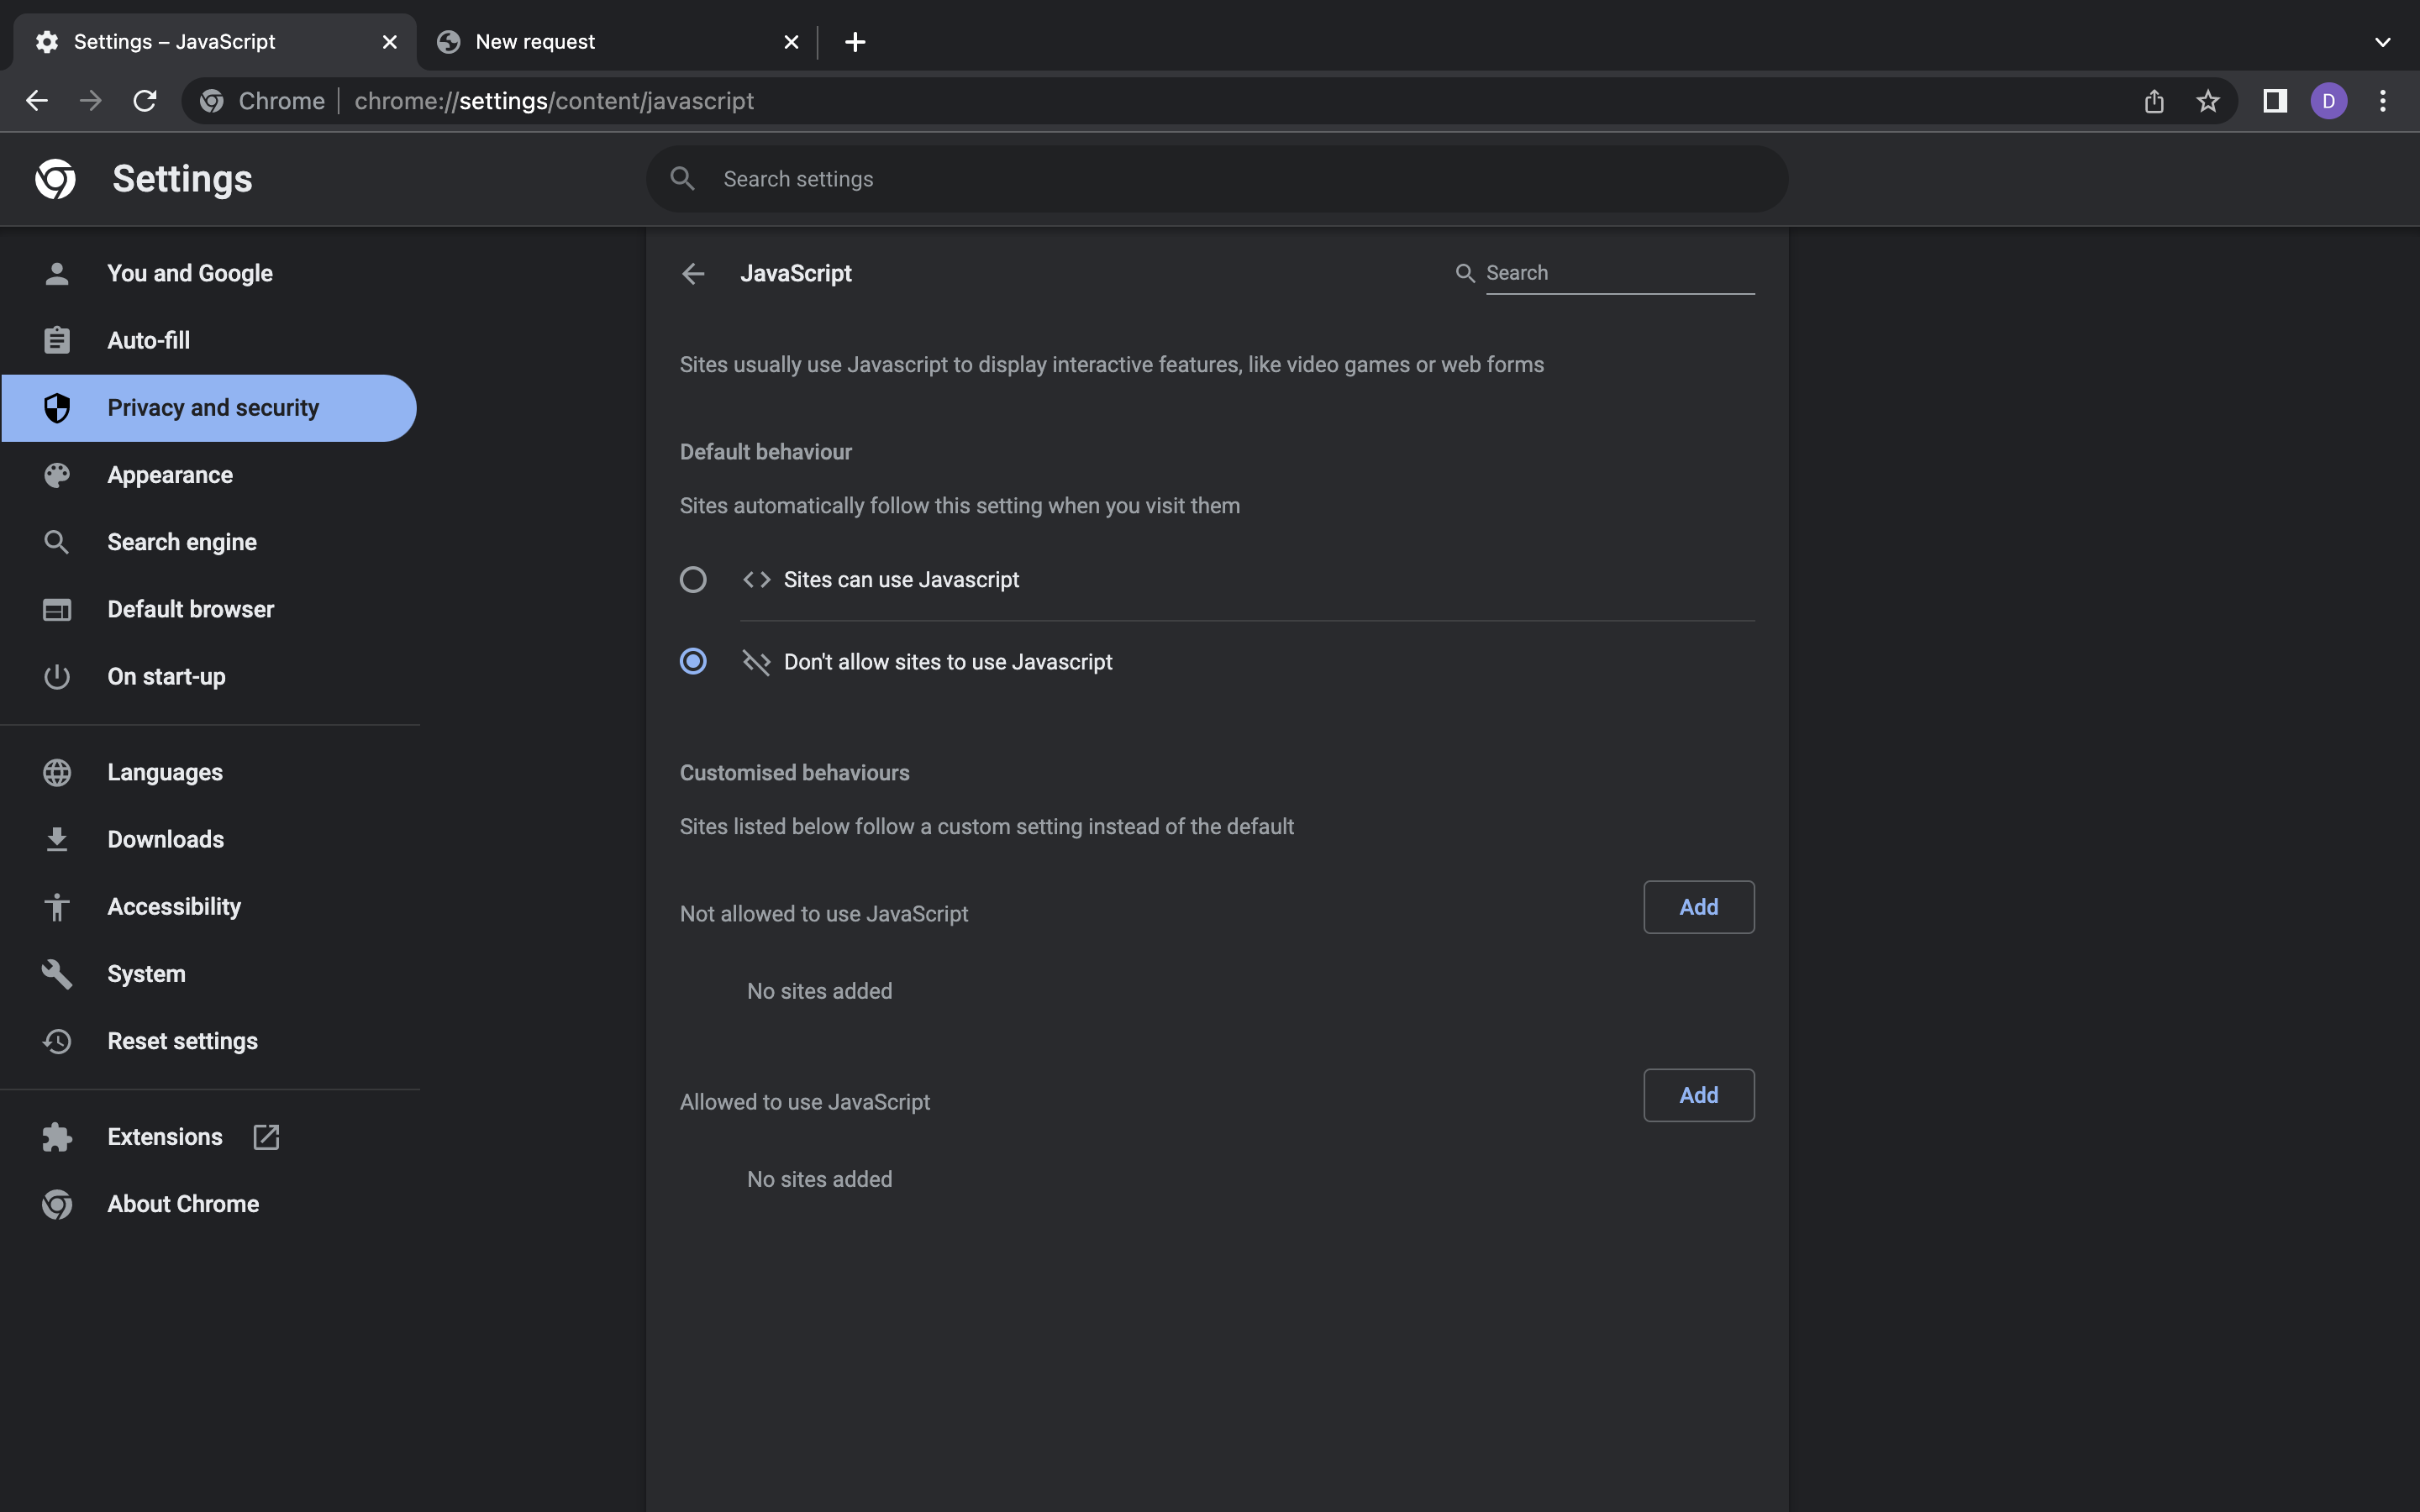 Settings – JavaScript
New request
Chrome
chrome://settings/content/javascript
D
Settings
Search settings
You and Google
Auto-fill
Privacy and security
Appearance
Search engine
Default browser
On start-up
Languages
Downloads
Accessibility
System
Reset settings
Extensions
About Chrome
JavaScript
Search
Sites usually use Javascript to display interactive features, like video games or web forms
Default behaviour
Sites automatically follow this setting when you visit them
Sites can use Javascript
Don't allow sites to use Javascript
Customised behaviours
Sites listed below follow a custom setting instead of the default
Not allowed to use JavaScript
Add
No sites added
Allowed to use JavaScript
Add
No sites added